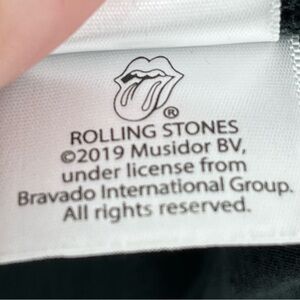 ®
ROLLING STONES
©2019 Musidor BV,
under license from
Bravado International Group.
All rights reserved.